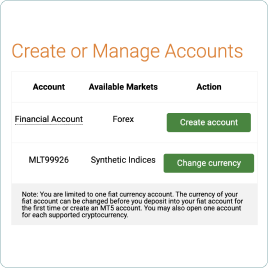 Create or Manage Accounts
Account Available Markets Action
Financial Account Forex Create account
MLT99926 Synthetic Indices Change currency
Note: You are limited to one fiat currency account. The currency of your
fiat account can be changed before you deposit into your fiat account for
the first time or create an MT5 account. You may also open one account
for each supported cryptocurrency.